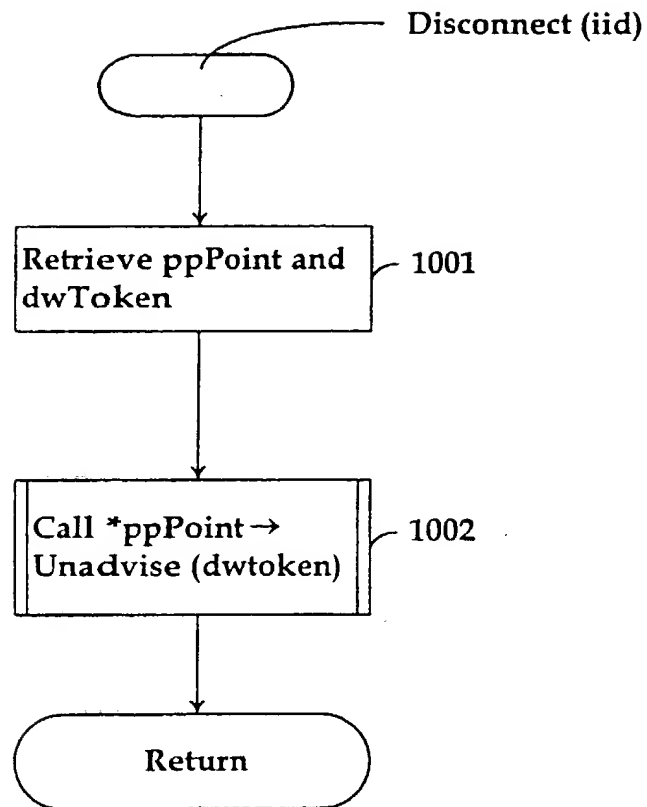 Disconnect (iid)
Retrieve ppPoint and
dwToken
1001
Call *ppPoint→
Unadvise (dwtoken)
1002
Return